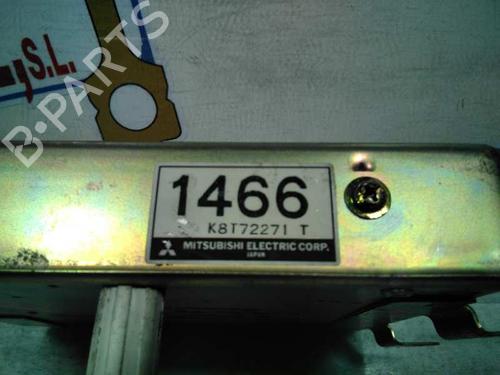 S.L.
B-PARTS
1466
K8T72271 T
MITSUBISHI ELECTRIC CORP.
JAPAN